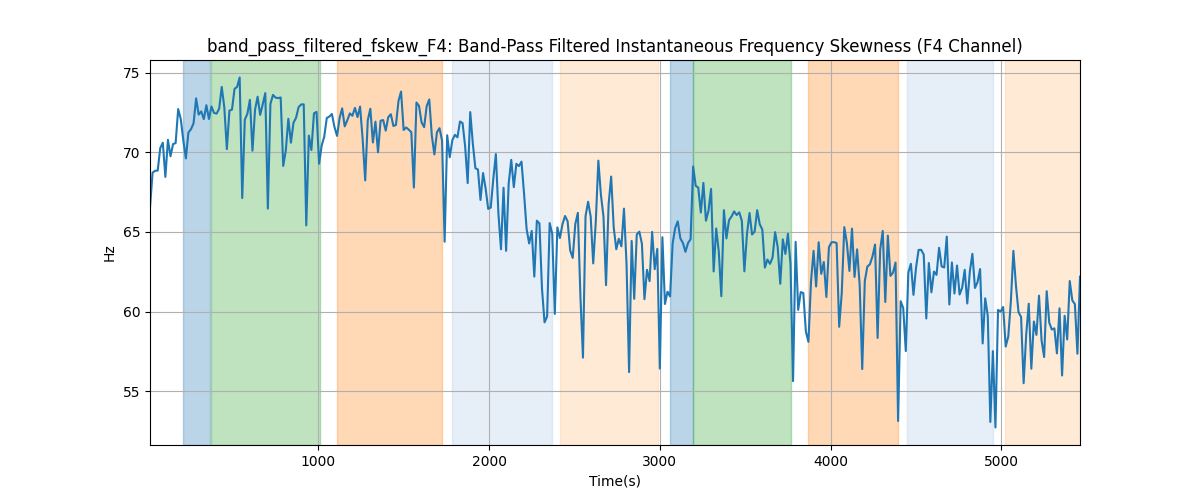 band_pass_filtered_fskew_F4: Band-Pass Filtered Instantaneous Frequency Skewness (F4 Channel)
75
70
65
60
55
Hz
1000 2000 3000 4000 5000
Time(s)